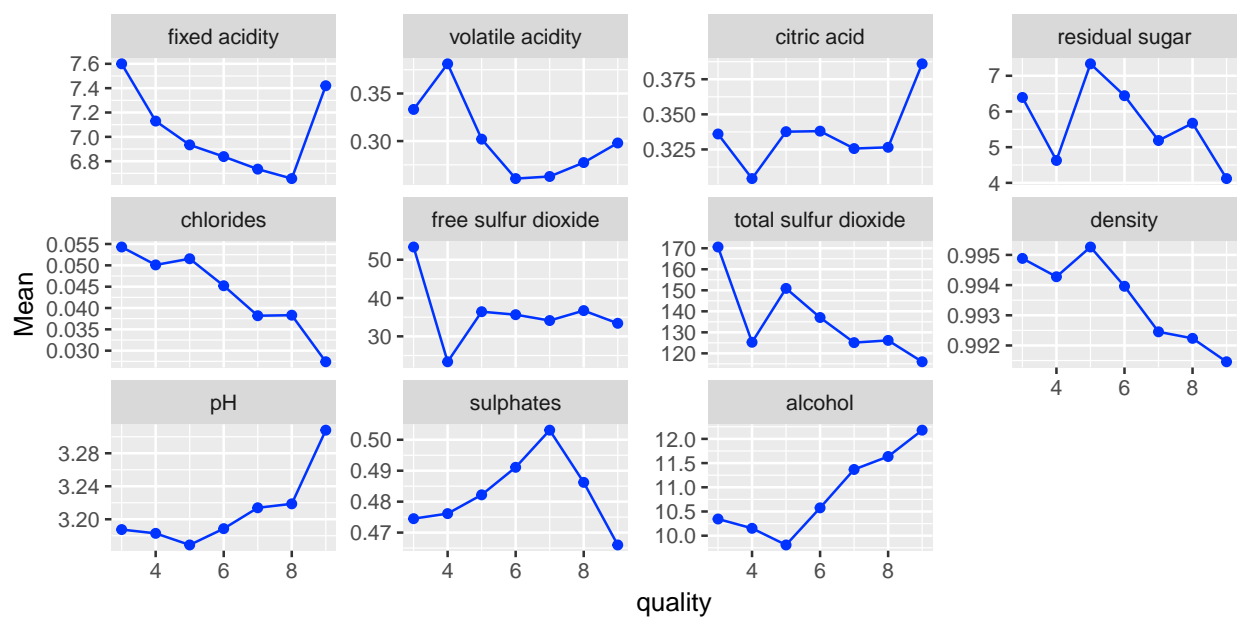 fixed acidity
volatile acidity
citric acid
residual sugar
7.6
7.4
7.2
7.0
6.8
0.35
0.30
0.375
0.350
0.325
7
6
5
4
chlorides
free sulfur dioxide
total sulfur dioxide
density
0.055
0.050
0.045
0.040
0.035
0.030
50
40
30
170
160
150
140
130
120
0.995
0.994
0.993
0.992
4 6 8
Mean
pH
sulphates
alcohol
3.28
3.24
3.20
0.50
0.49
0.48
0.47
12.0
11.5
11.0
10.5
10.0
4 6 8
4 6 8
4 6 8
quality